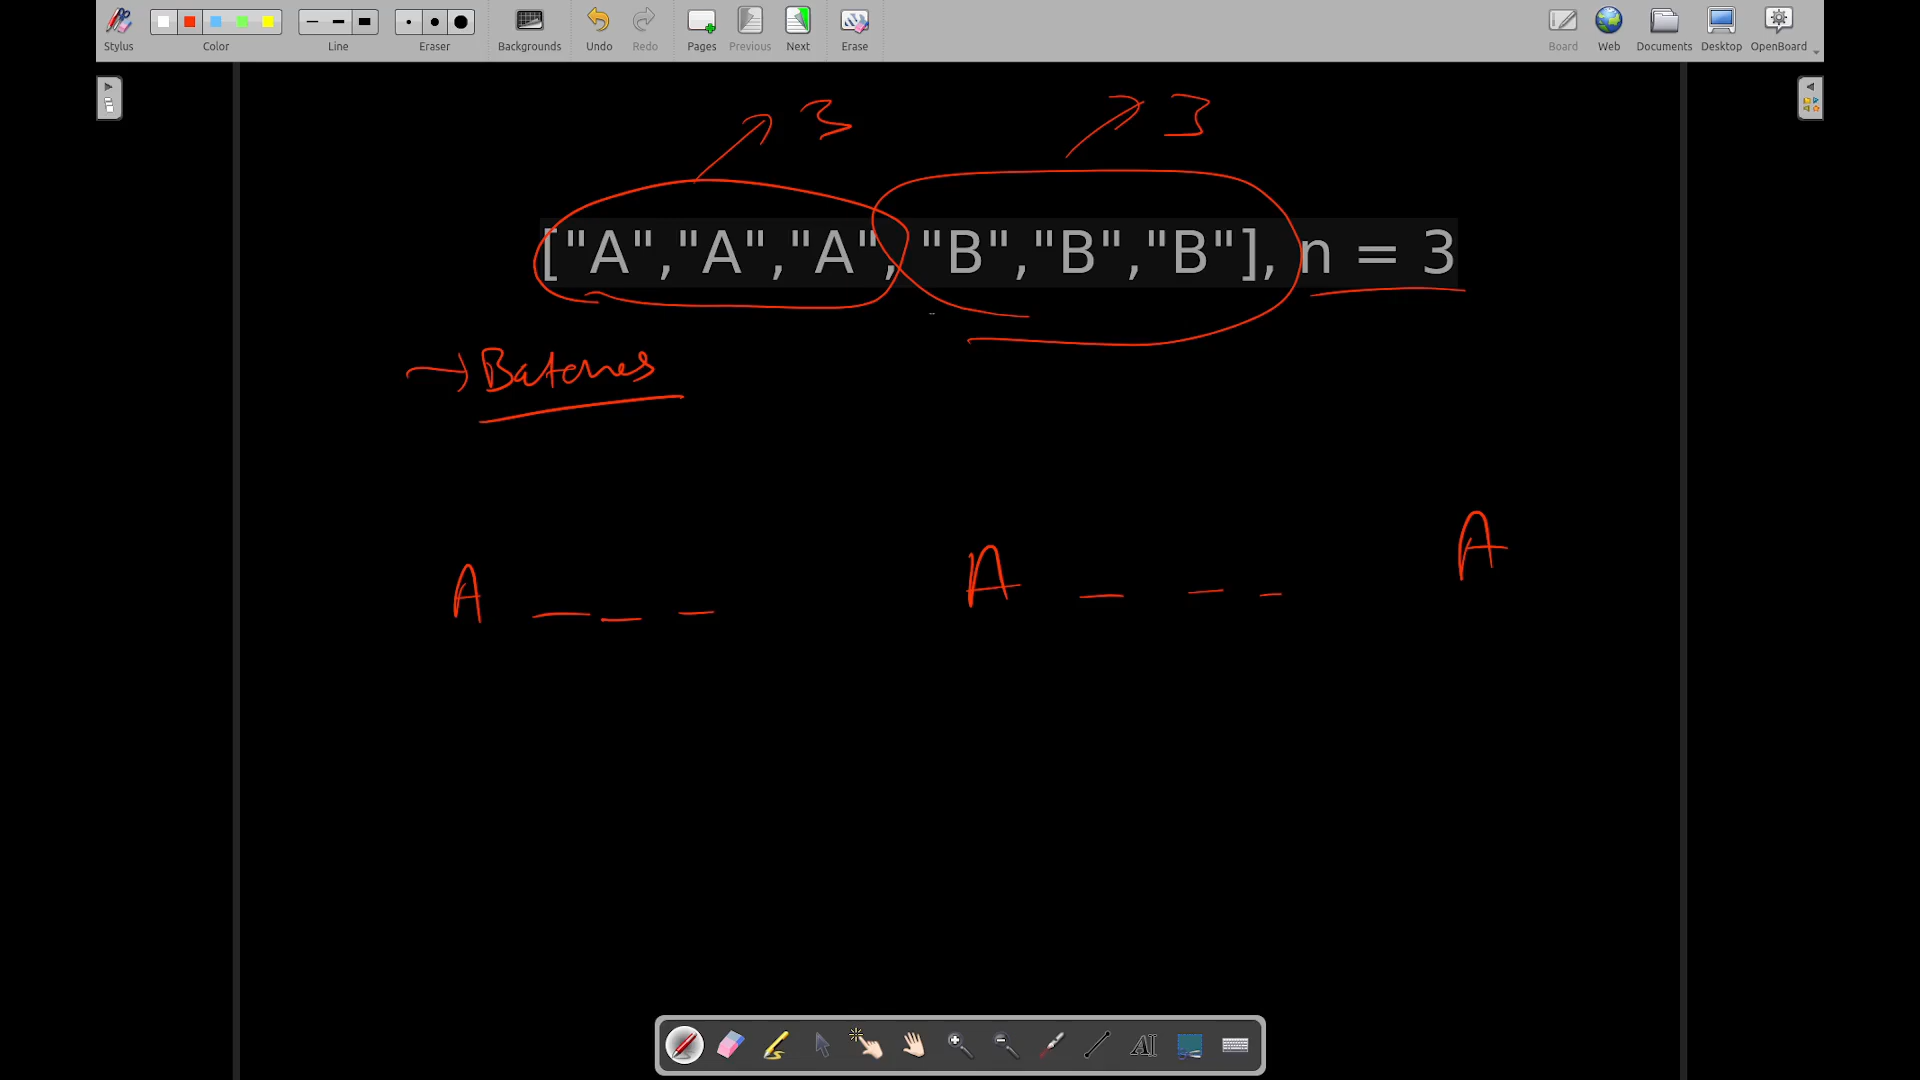 Stylus Color Line Eraser Backgrounds Undo Redo Pages Previous Next Erase Board Web Documents Desktop OpenBoard
3 3
["A","A","A", "B","B","B"], n = 3
→ Batches
A _ _ _ A _ _ _ A